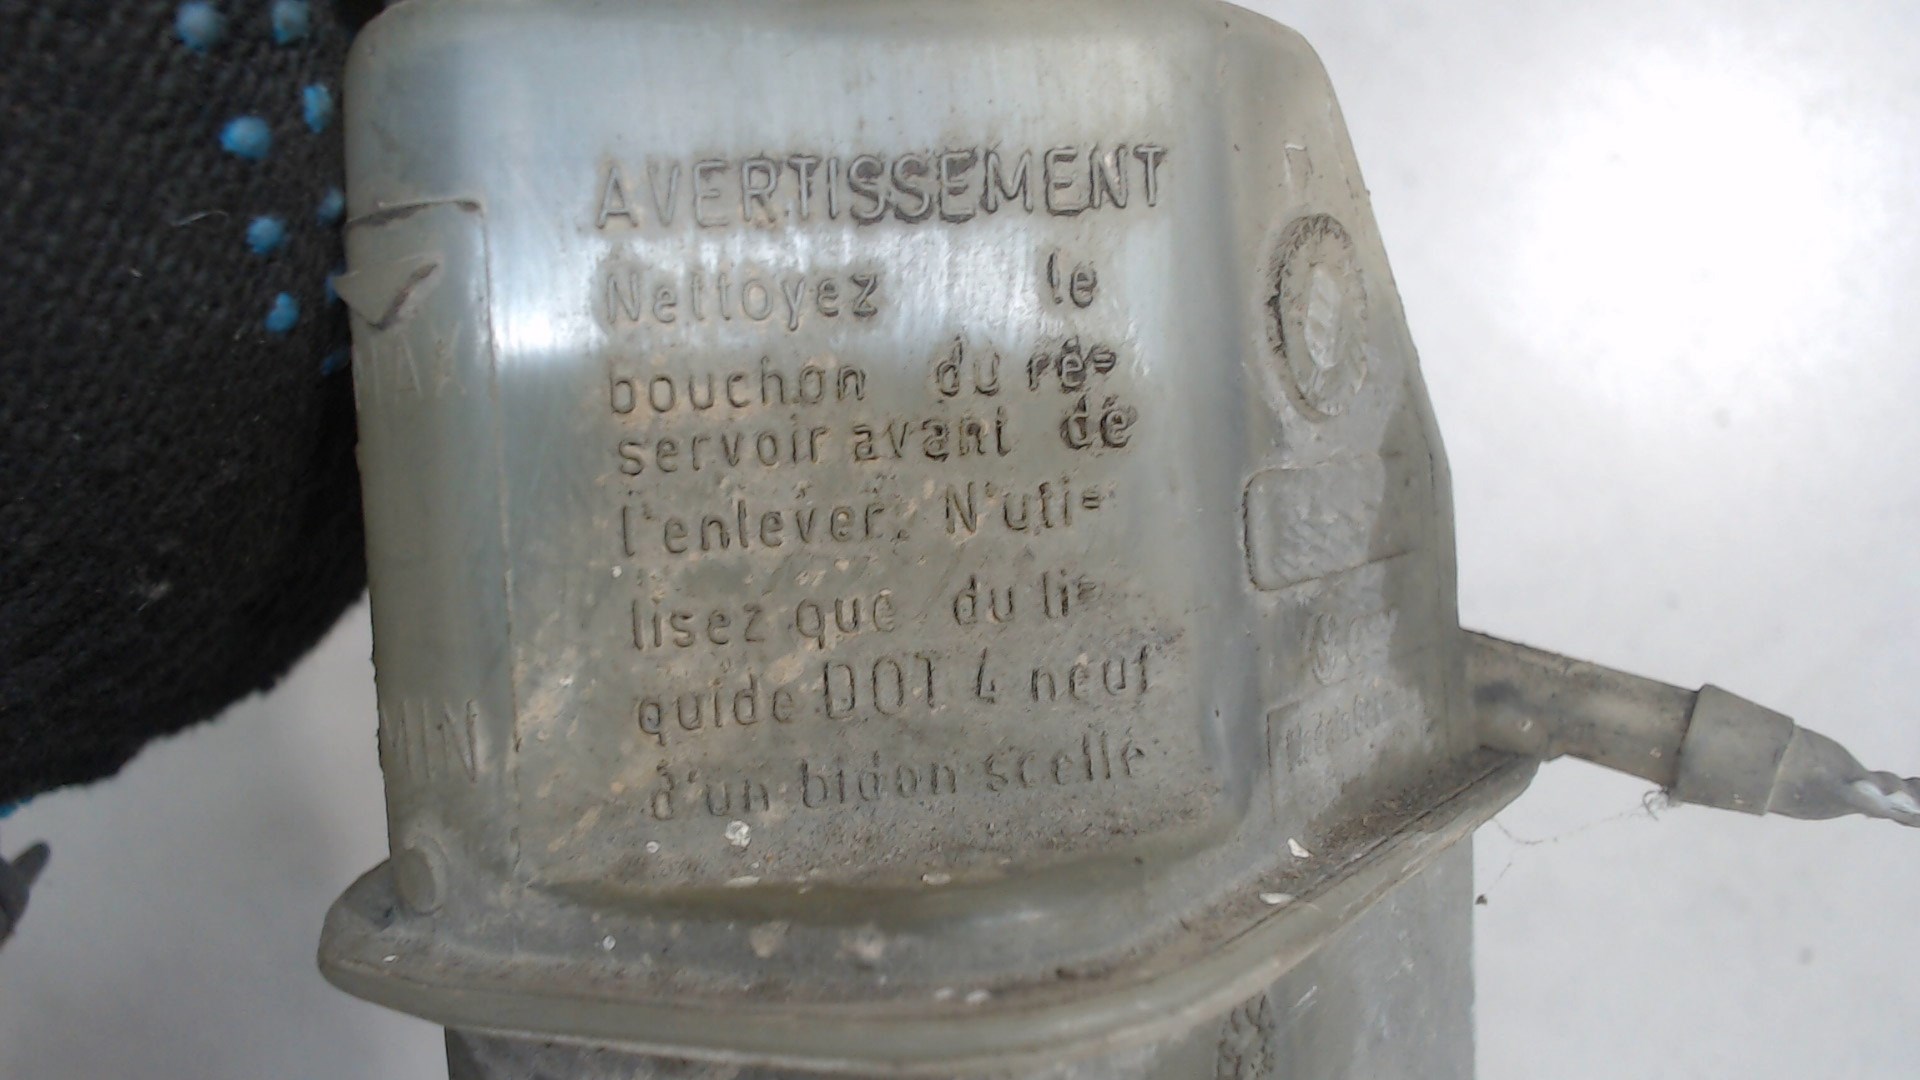 AVERTISSEMENT
Nettoyez le
bouchon du ré=
servoir avant de
l'enlever. N'uti=
lisez que du li=
quide DOT 4 neuf
d'un bidon scellé
MAX
MIN